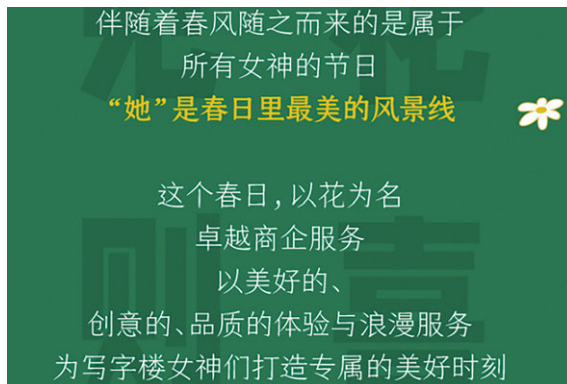 伴随着春风随之而来的是属于
所有女神的节日
“她”是春日里最美的风景线
这个春日，以花为名
卓越商企服务
以美好的、
创意的、品质的体验与浪漫服务
为写字楼女神们打造专属的美好时刻